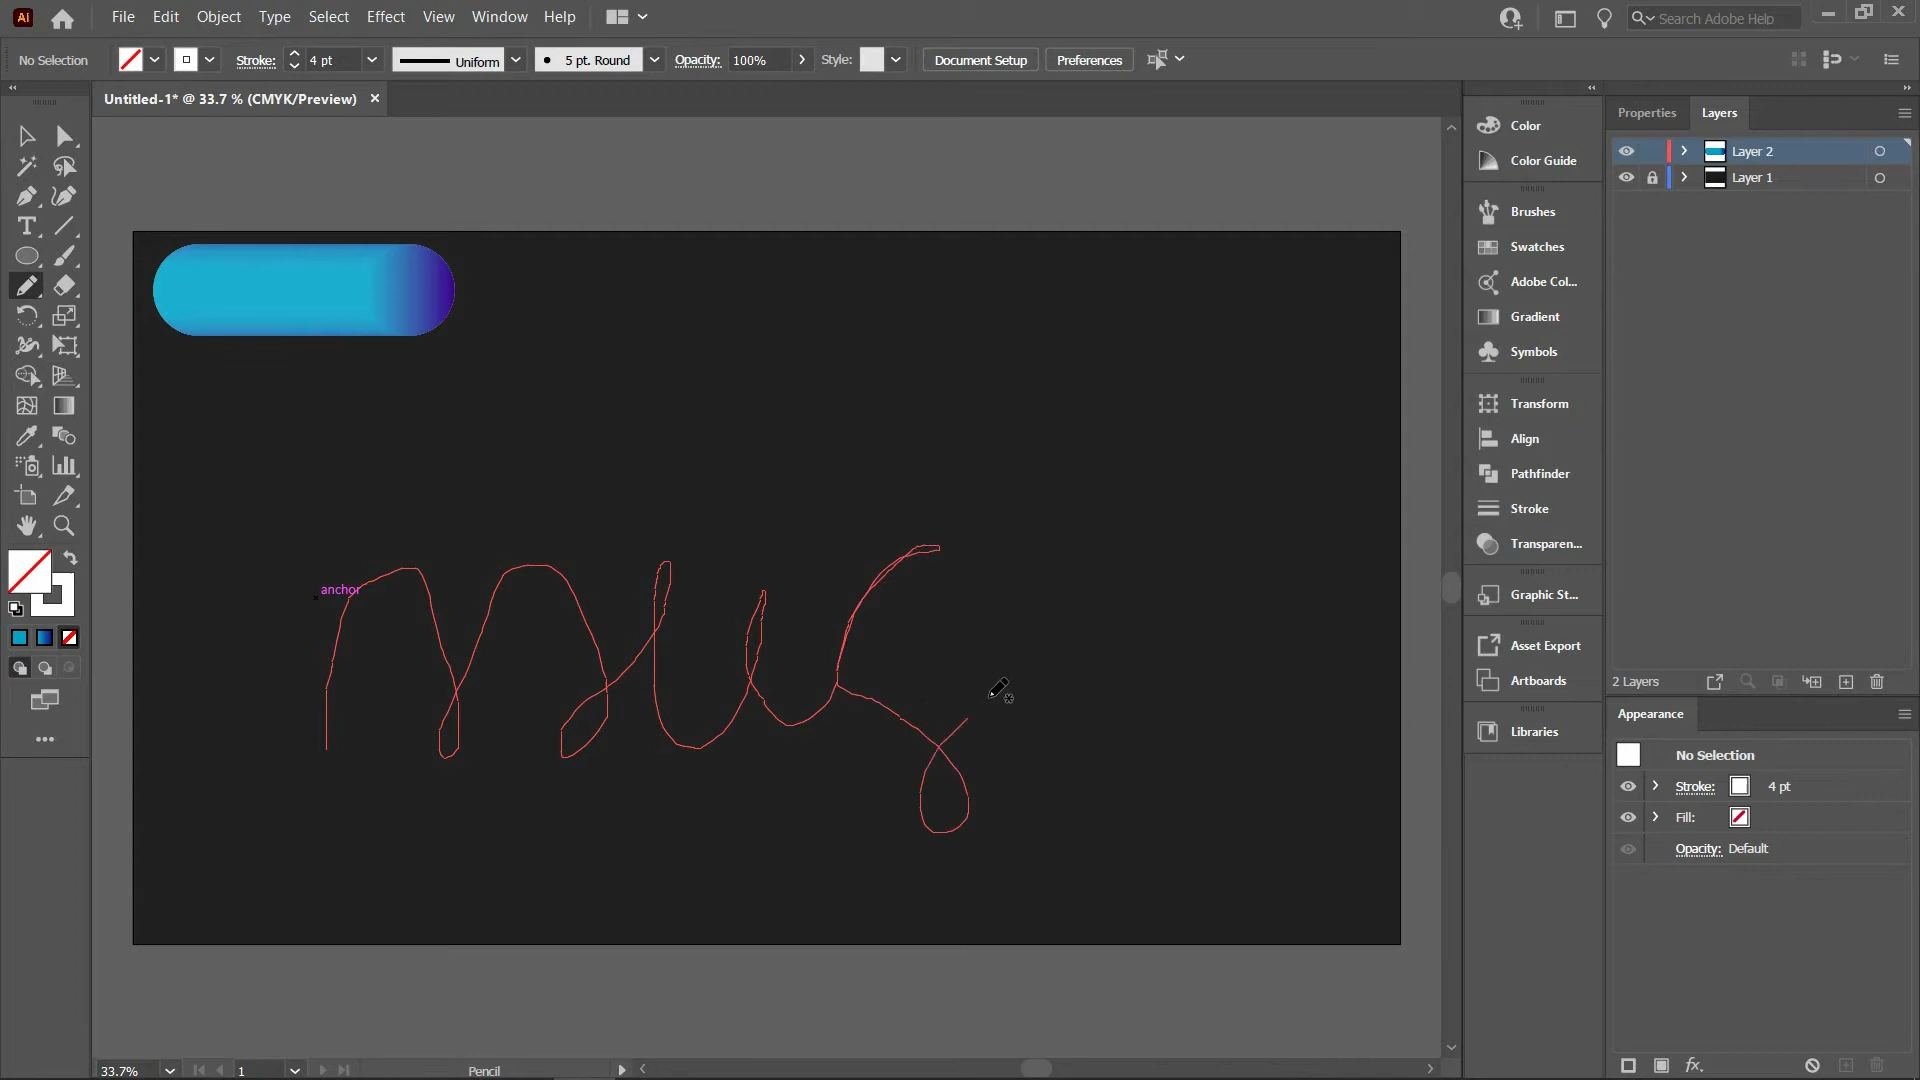 Ai File Edit Object Type Select Effect View Window Help Search Adobe Help
No Selection Stroke: 4 pt Uniform 5 pt. Round Opacity: 100% Style: Document Setup Preferences
Untitled-1* @ 33.7 % (CMYK/Preview)
anchor
Color
Color Guide
Brushes
Swatches
Adobe Col...
Gradient
Symbols
Transform
Align
Pathfinder
Stroke
Transparen...
Graphic St...
Asset Export
Artboards
Libraries
Properties Layers
Layer 2
Layer 1
2 Layers
Appearance
No Selection
Stroke: 4 pt
Fill:
Opacity: Default
fx
33.7% 1 Pencil